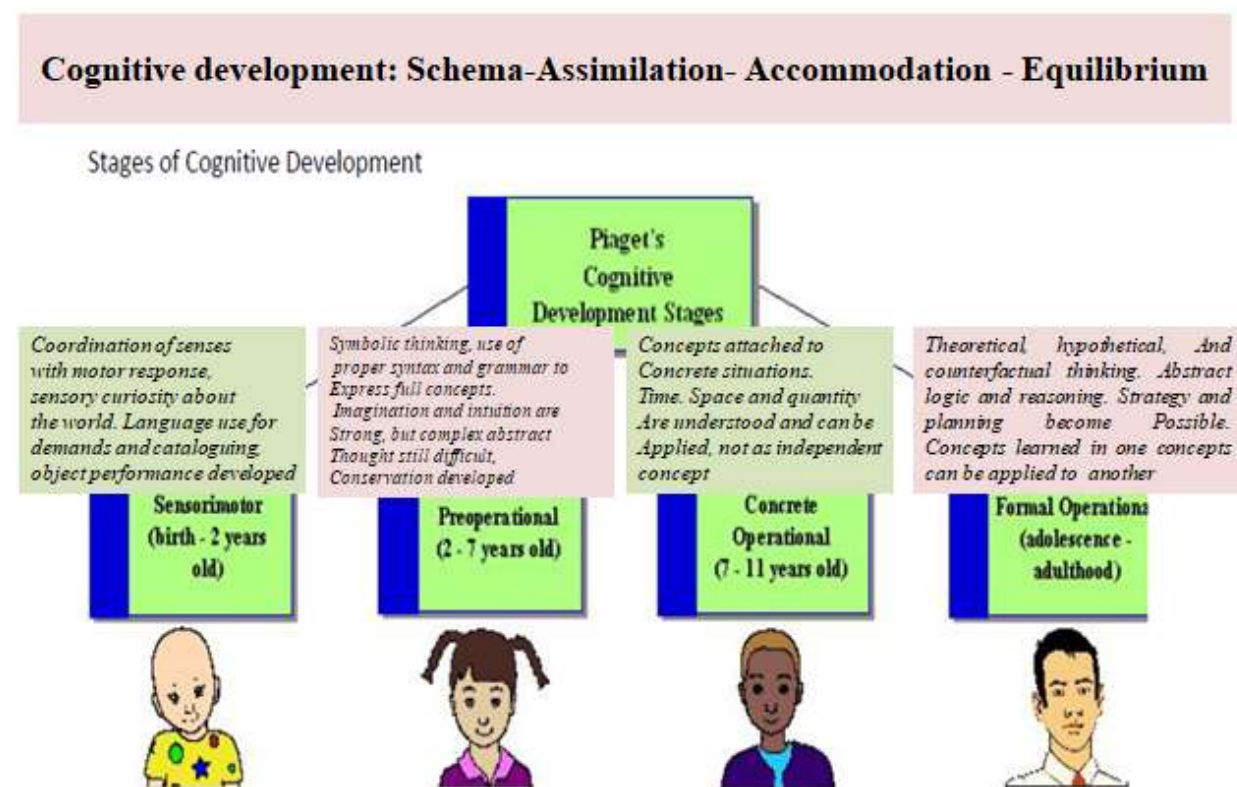 Cognitive development: Schema-Assimilation- Accommodation - Equilibrium
Stages of Cognitive Development
Piaget's
Cognitive
Development Stages
Coordination of senses
with motor response,
sensory curiosity about
the world. Language use for
demands and cataloguing,
object performance developed
Sensorimotor
(birth - 2 years
old)
Symbolic thinking, use of
proper syntax and grammar to
Express full concepts.
Imagination and intuition are
Strong, but complex abstract
Thought still difficult,
Conservation developed
Preoperational
(2 - 7 years old)
Concepts attached to
Concrete situations.
Time. Space and quantity
Are understood and can be
Applied, not as independent
concept
Concrete
Operational
(7 - 11 years old)
Theoretical, hypothetical, And
counterfactual thinking. Abstract
logic and reasoning. Strategy and
planning become Possible.
Concepts learned in one concepts
can be applied to another
Formal Operationa
(adolescence -
adulthood)